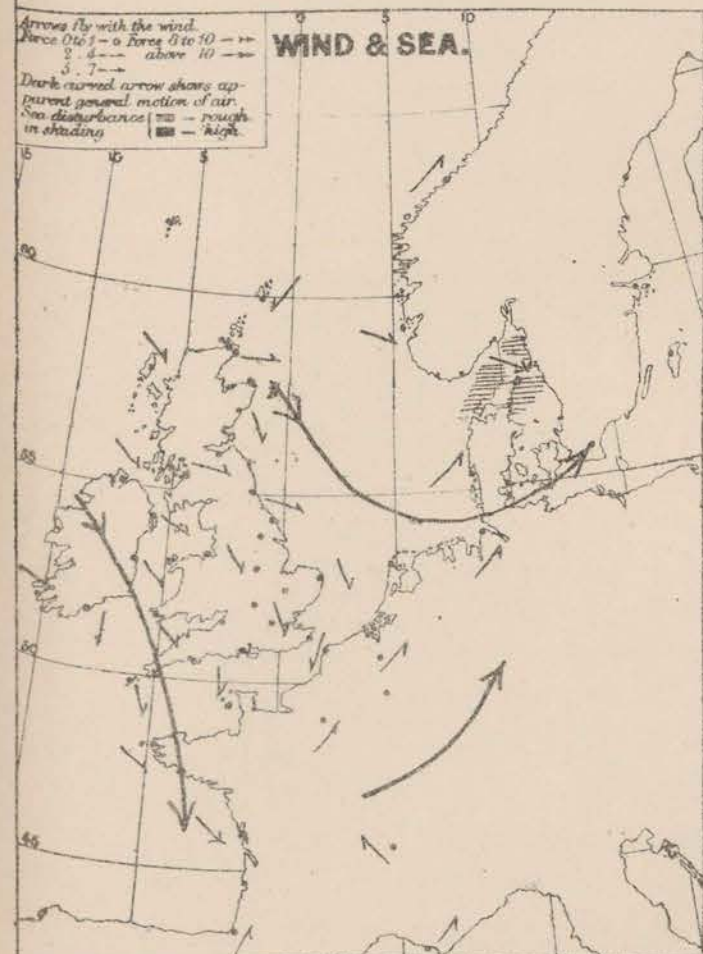 Arrows fly with the wind.
Force 0 to 1 – o Force 8 to 10 –
2 . 4 – above 10 –
5 . 7 –
Dark curved arrow shows ap-
parent general motion of air.
Sea disturbance – rough
in shading – high.
WIND & SEA.
0 5 10
15 10 5
60
55
50
45